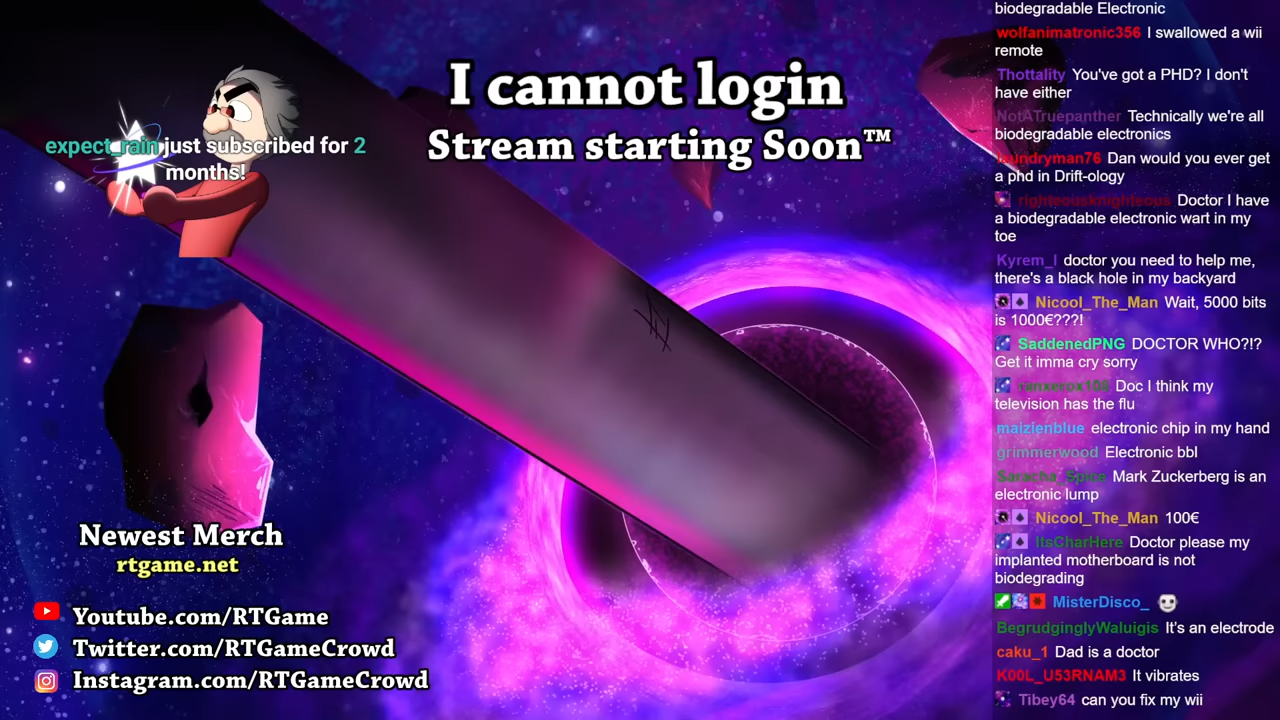 I cannot login
Stream starting Soon™
expect_rain just subscribed for 2
months!
Newest Merch
rtgame.net
Youtube.com/RTGame
Twitter.com/RTGameCrowd
Instagram.com/RTGameCrowd
biodegradable Electronic
wolfanimatronic356 I swallowed a wii
remote
Thottality You've got a PHD? I don't
have either
NotATruepanther Technically we're all
biodegradable electronics
laundryman76 Dan would you ever get
a phd in Drift-ology
righteousknighteous Doctor I have
a biodegradable electronic wart in my
toe
Kyrem_I doctor you need to help me,
there's a black hole in my backyard
Nicool_The_Man Wait, 5000 bits
is 1000€???!
SaddenedPNG DOCTOR WHO?!?
Get it imma cry sorry
Doc I think my
television has the flu
maizienblue electronic chip in my hand
grimmerwood Electronic bbl
Saracha_Spice Mark Zuckerberg is an
electronic lump
Nicool_The_Man 100€
ItsCharHere Doctor please my
implanted motherboard is not
biodegrading
MisterDisco_
BegrudginglyWaluigis It's an electrode
caku_1 Dad is a doctor
K00L_U53RNAM3 It vibrates
Tibey64 can you fix my wii